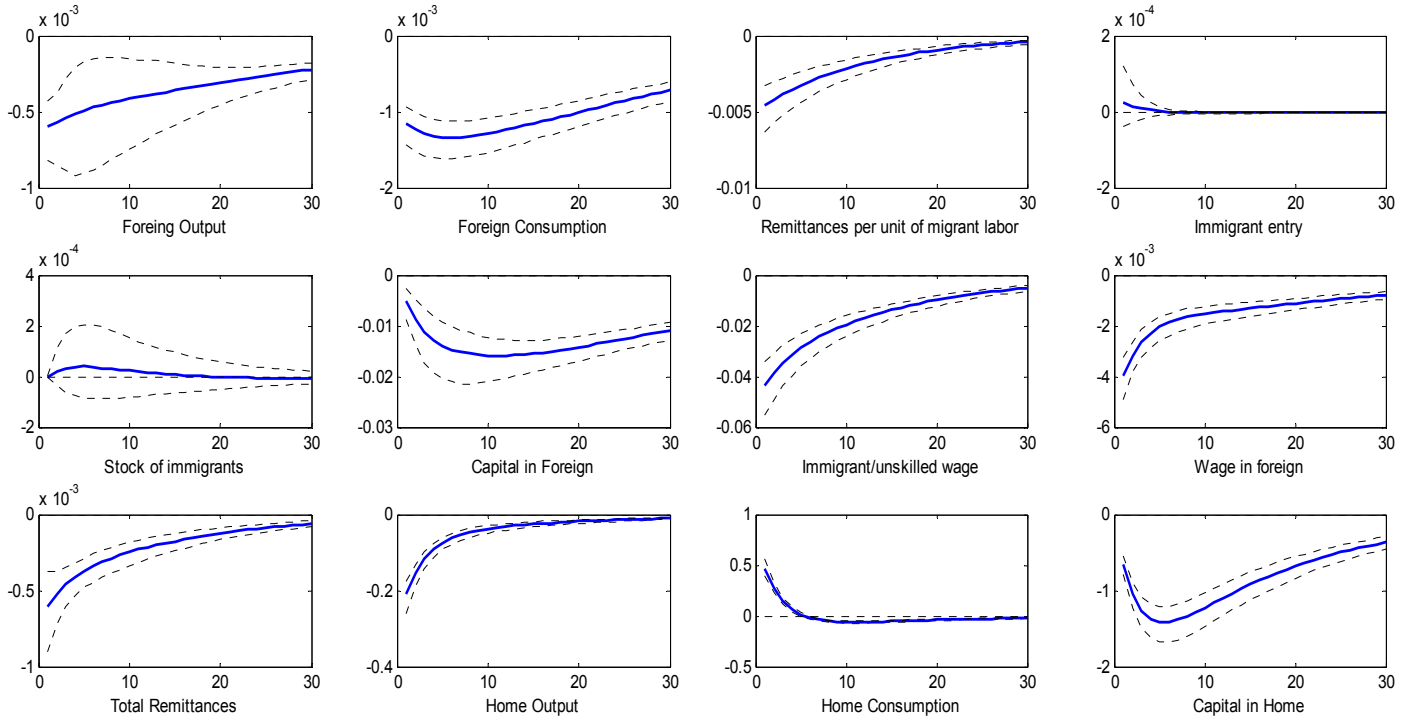 x 10^-3 x 10^-3 0 x 10^-4
0 0 2
-0.5 -1 -0.005 0
-1 -2 -0.01 -2
0 10 20 30 0 10 20 30 0 10 20 30 0 10 20 30
Foreing Output Foreign Consumption Remittances per unit of migrant labor Immigrant entry
x 10^-4 x 10^-3
4 0 0 0
2 -0.01 -0.02 -2
0 -0.02 -0.04 -4
-2 -0.03 -0.06 -6
0 10 20 30 0 10 20 30 0 10 20 30 0 10 20 30
Stock of immigrants Capital in Foreign Immigrant/unskilled wage Wage in foreign
x 10^-3
0 0 1 0
-0.5 -0.2 0.5 -1
0
-1 -0.4 -0.5 -2
0 10 20 30 0 10 20 30 0 10 20 30 0 10 20 30
Total Remittances Home Output Home Consumption Capital in Home